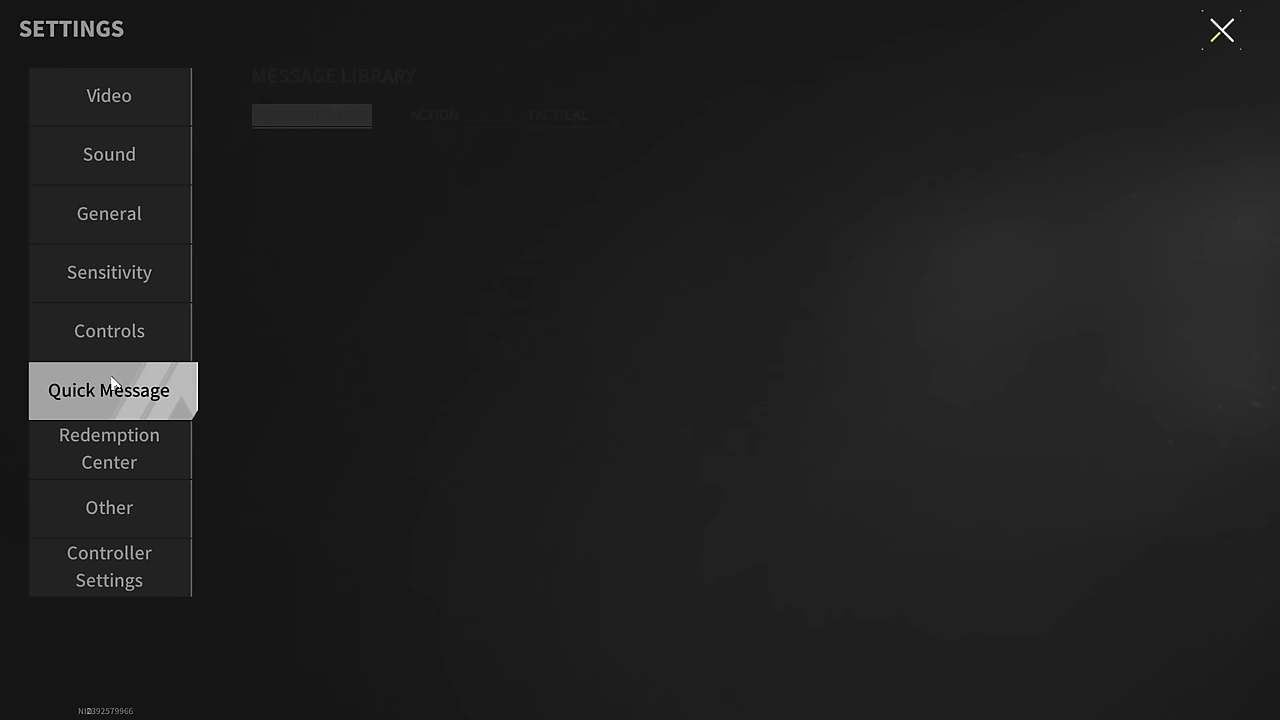 SETTINGS
Video
Sound
General
Sensitivity
Controls
Quick Message
Redemption
Center
Other
Controller
Settings
MESSAGE LIBRARY
ACTION
TACTICAL